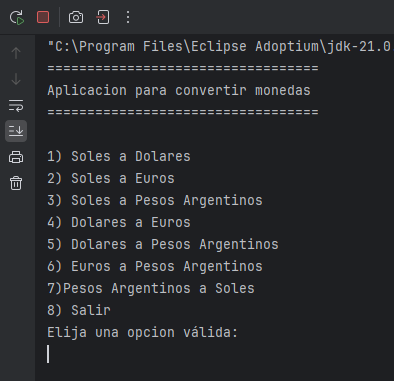 "C:\Program Files\Eclipse Adoptium\jdk-21.0
==================================
Aplicacion para convertir monedas
==================================
1) Soles a Dolares
2) Soles a Euros
3) Soles a Pesos Argentinos
4) Dolares a Euros
5) Dolares a Pesos Argentinos
6) Euros a Pesos Argentinos
7)Pesos Argentinos a Soles
8) Salir
Elija una opcion válida: